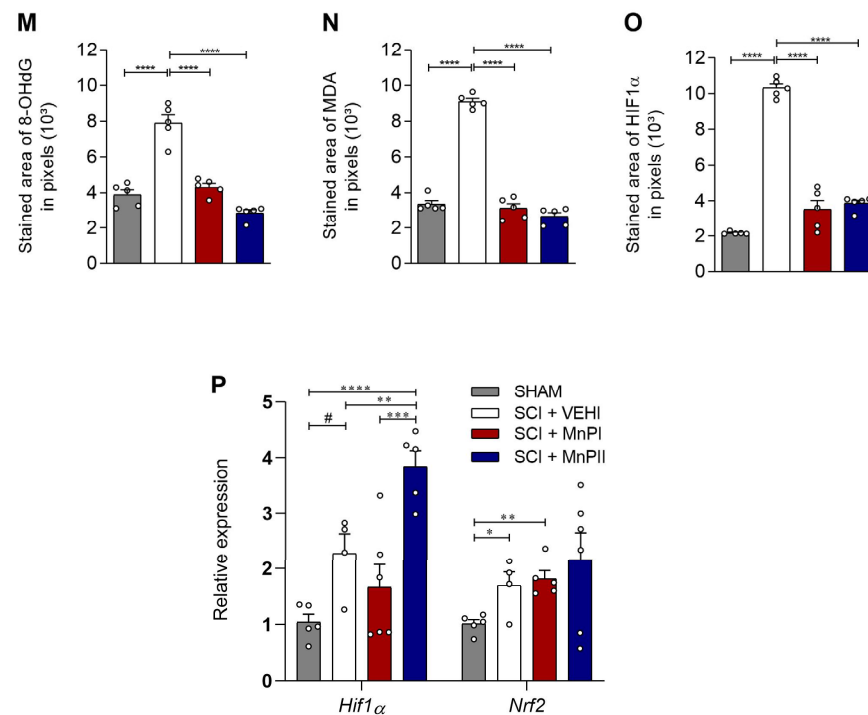 M
Stained area of 8-OHdG
in pixels (10³)
12
10
8
6
4
2
0
****
****
****
N
Stained area of MDA
in pixels (10³)
12
10
8
6
4
2
0
****
****
****
O
Stained area of HIF1α
in pixels (10³)
12
10
8
6
4
2
0
****
****
****
P
Relative expression
5
4
3
2
1
0
****
**
#
***
**
*
SHAM
SCI + VEHI
SCI + MnPI
SCI + MnPII
Hif1α
Nrf2